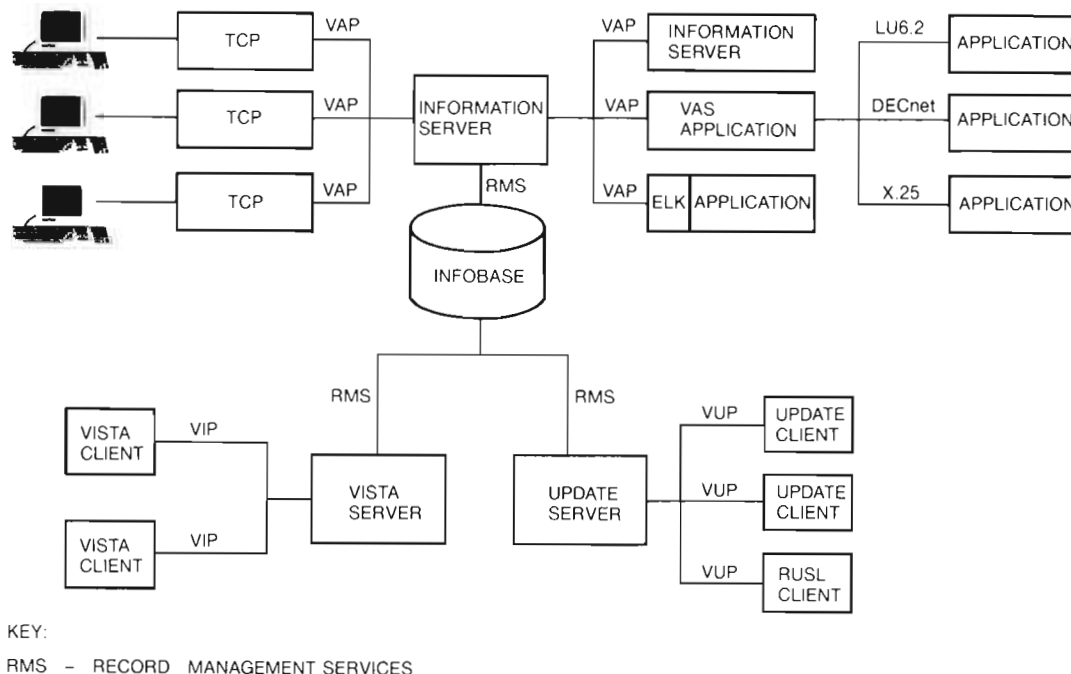 TCP
VAP
TCP
VAP
TCP
VAP
INFORMATION
SERVER
RMS
INFOBASE
VAP
INFORMATION
SERVER
VAP
VAS
APPLICATION
VAP
ELK
APPLICATION
LU6.2
APPLICATION
DECnet
APPLICATION
X.25
APPLICATION
RMS
RMS
VISTA
CLIENT
VIP
VISTA
CLIENT
VIP
VISTA
SERVER
UPDATE
SERVER
VUP
UPDATE
CLIENT
VUP
UPDATE
CLIENT
VUP
RUSL
CLIENT
KEY:
RMS – RECORD MANAGEMENT SERVICES